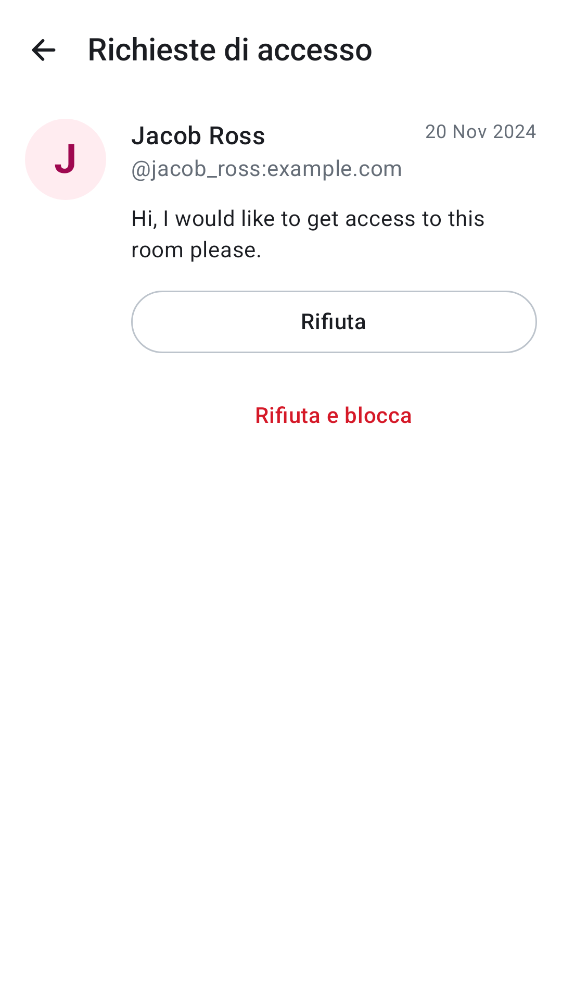 Richieste di accesso
J
Jacob Ross
20 Nov 2024
@jacob_ross:example.com
Hi, I would like to get access to this
room please.
Rifiuta
Rifiuta e blocca